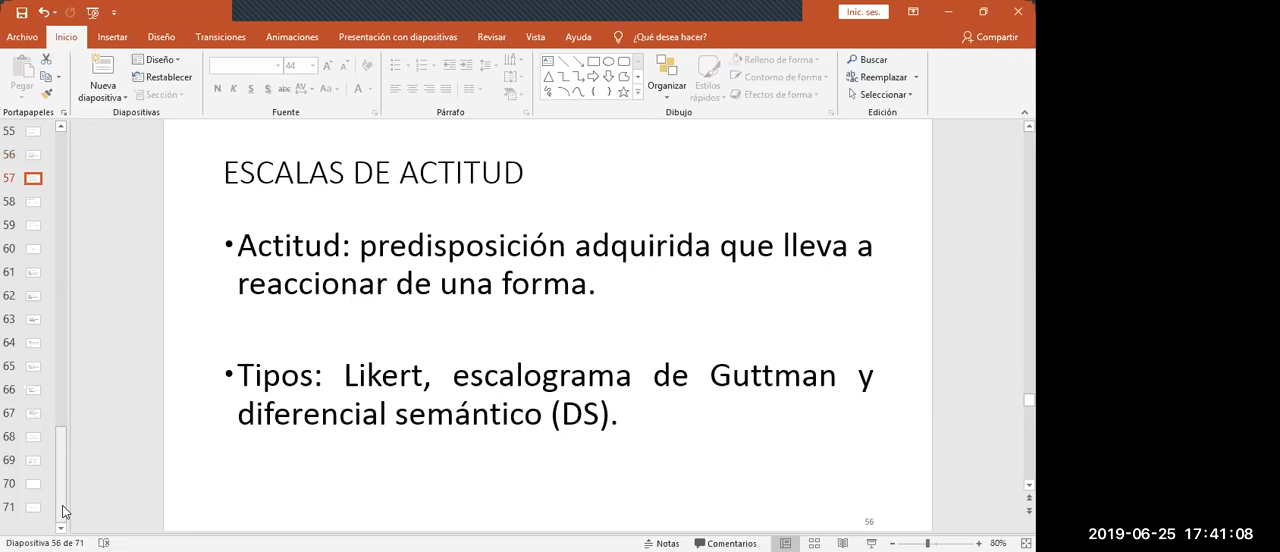 Inic. ses.
Archivo Inicio Insertar Diseño Transiciones Animaciones Presentación con diapositivas Revisar Vista Ayuda ¿Qué desea hacer? Compartir
Pegar
Nueva diapositiva
Diseño
Restablecer
Sección
44
N K S S abc AV Aa A
Organizar
Estilos rápidos
Relleno de forma
Contorno de forma
Efectos de forma
Buscar
Reemplazar
Seleccionar
Portapapeles Diapositivas Fuente Párrafo Dibujo Edición
55
56
57
58
59
60
61
62
63
64
65
66
67
68
69
70
71
ESCALAS DE ACTITUD
•Actitud: predisposición adquirida que lleva a
reaccionar de una forma.
•Tipos: Likert, escalograma de Guttman y
diferencial semántico (DS).
56
Diapositiva 56 de 71 Notas Comentarios 80%
2019-06-25 17:41:08